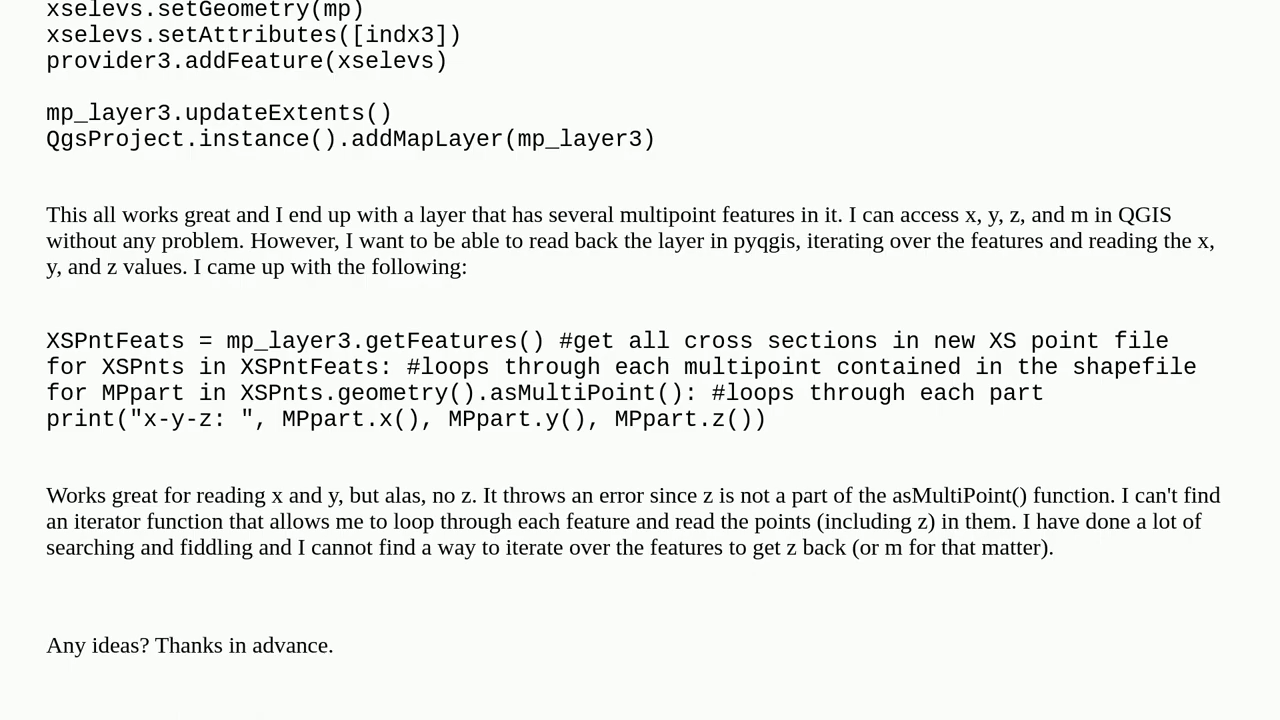 xselevs.setGeometry(mp)
xselevs.setAttributes([indx3])
provider3.addFeature(xselevs)
mp_layer3.updateExtents()
QgsProject.instance().addMapLayer(mp_layer3)
This all works great and I end up with a layer that has several multipoint features in it. I can access x, y, z, and m in QGIS
without any problem. However, I want to be able to read back the layer in pyqgis, iterating over the features and reading the x,
y, and z values. I came up with the following:
XSPntFeats = mp_layer3.getFeatures() #get all cross sections in new XS point file
for XSPnts in XSPntFeats: #loops through each multipoint contained in the shapefile
for MPpart in XSPnts.geometry().asMultiPoint(): #loops through each part
print("x-y-z: ", MPpart.x(), MPpart.y(), MPpart.z())
Works great for reading x and y, but alas, no z. It throws an error since z is not a part of the asMultiPoint() function. I can't find
an iterator function that allows me to loop through each feature and read the points (including z) in them. I have done a lot of
searching and fiddling and I cannot find a way to iterate over the features to get z back (or m for that matter).
Any ideas? Thanks in advance.